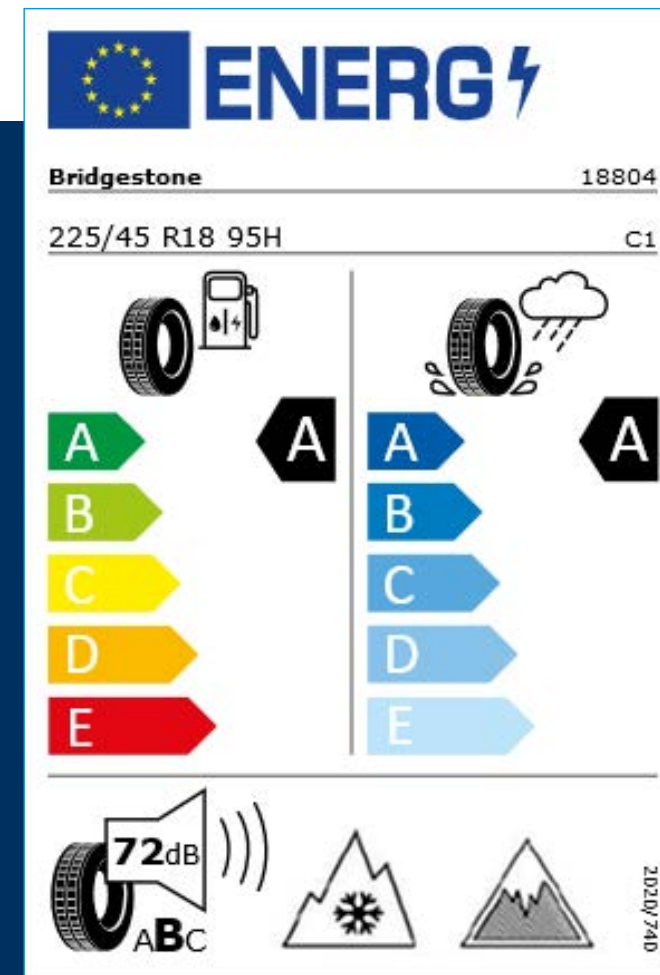 ENERG
Bridgestone 18804
225/45 R18 95H C1
A A A A
B B
C C
D D
E E
72dB
ABC
2020/740